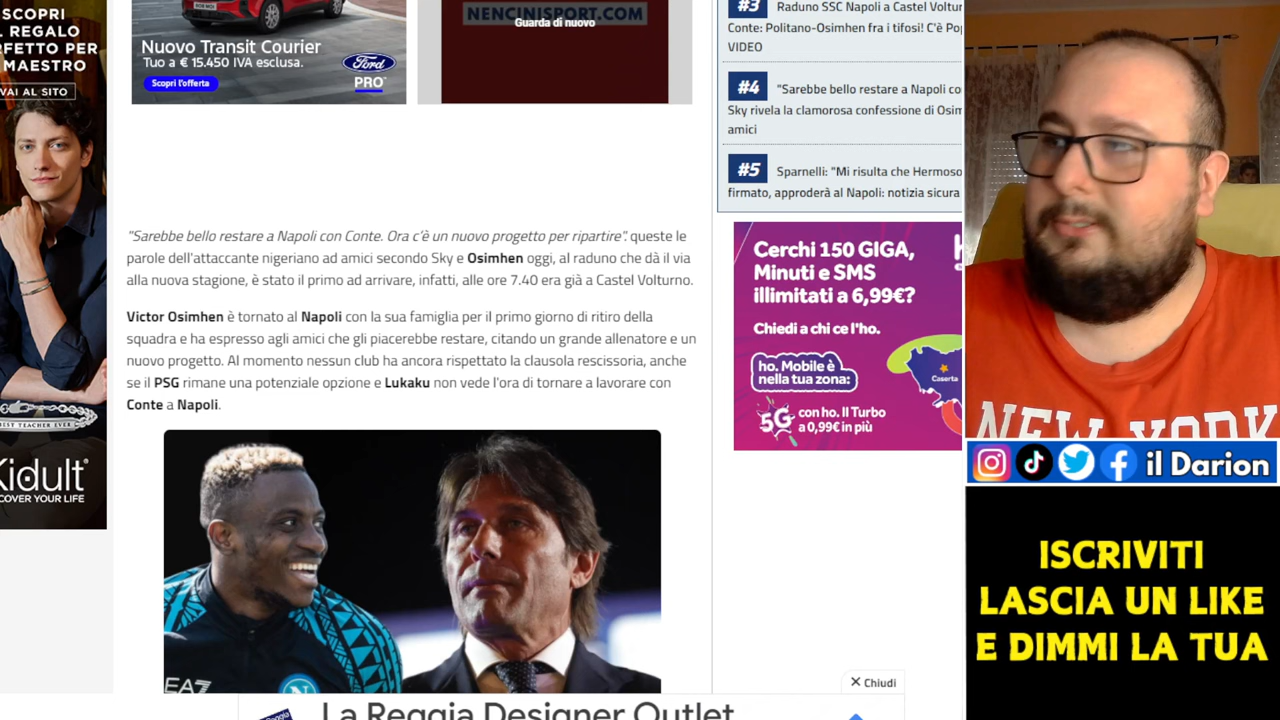 SCOPRI
L REGALO
RFETTO PER
MAESTRO
VAI AL SITO
BEST TEACHER EVER
Kidult
COVER YOUR LIFE
Nuovo Transit Courier
Tuo a € 15.450 IVA esclusa.
Scopri l'offerta
Ford
PRO
NENCINISPORT.COM
Guarda di nuovo
"Sarebbe bello restare a Napoli con Conte. Ora c'è un nuovo progetto per ripartire". queste le
parole dell'attaccante nigeriano ad amici secondo Sky e Osimhen oggi, al raduno che dà il via
alla nuova stagione, è stato il primo ad arrivare, infatti, alle ore 7.40 era già a Castel Volturno.
Victor Osimhen è tornato al Napoli con la sua famiglia per il primo giorno di ritiro della
squadra e ha espresso agli amici che gli piacerebbe restare, citando un grande allenatore e un
nuovo progetto. Al momento nessun club ha ancora rispettato la clausola rescissoria, anche
se il PSG rimane una potenziale opzione e Lukaku non vede l'ora di tornare a lavorare con
Conte a Napoli.
EA7
N
#3 Raduno SSC Napoli a Castel Voltur
Conte: Politano-Osimhen fra i tifosi! C'è Po
VIDEO
#4 "Sarebbe bello restare a Napoli co
Sky rivela la clamorosa confessione di Osim
amici
#5 Sparnelli: "Mi risulta che Hermoso
firmato, approderà al Napoli: notizia sicura
Cerchi 150 GIGA,
Minuti e SMS
illimitati a 6,99€?
Chiedi a chi ce l'ho.
ho. Mobile è
nella tua zona:
Caserta
5G
con ho. Il Turbo
a 0,99€ in più
✕ Chiudi
La Reggia Designer Outlet
NEW YORK
il Darion
ISCRIVITI
LASCIA UN LIKE
E DIMMI LA TUA